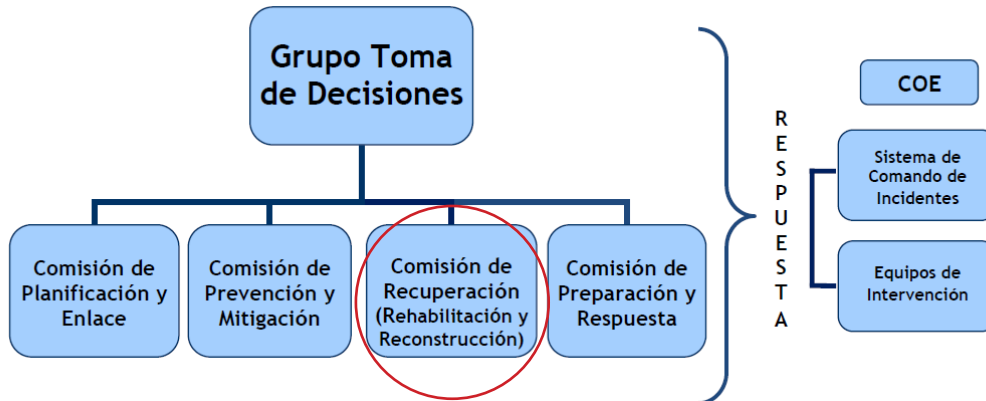 Grupo Toma
de Decisiones
Comisión de
Planificación y
Enlace
Comisión de
Prevención y
Mitigación
Comisión de
Recuperación
(Rehabilitación y
Reconstrucción)
Comisión de
Preparación y
Respuesta
R
E
S
P
U
E
S
T
A
COE
Sistema de
Comando de
Incidentes
Equipos de
Intervención